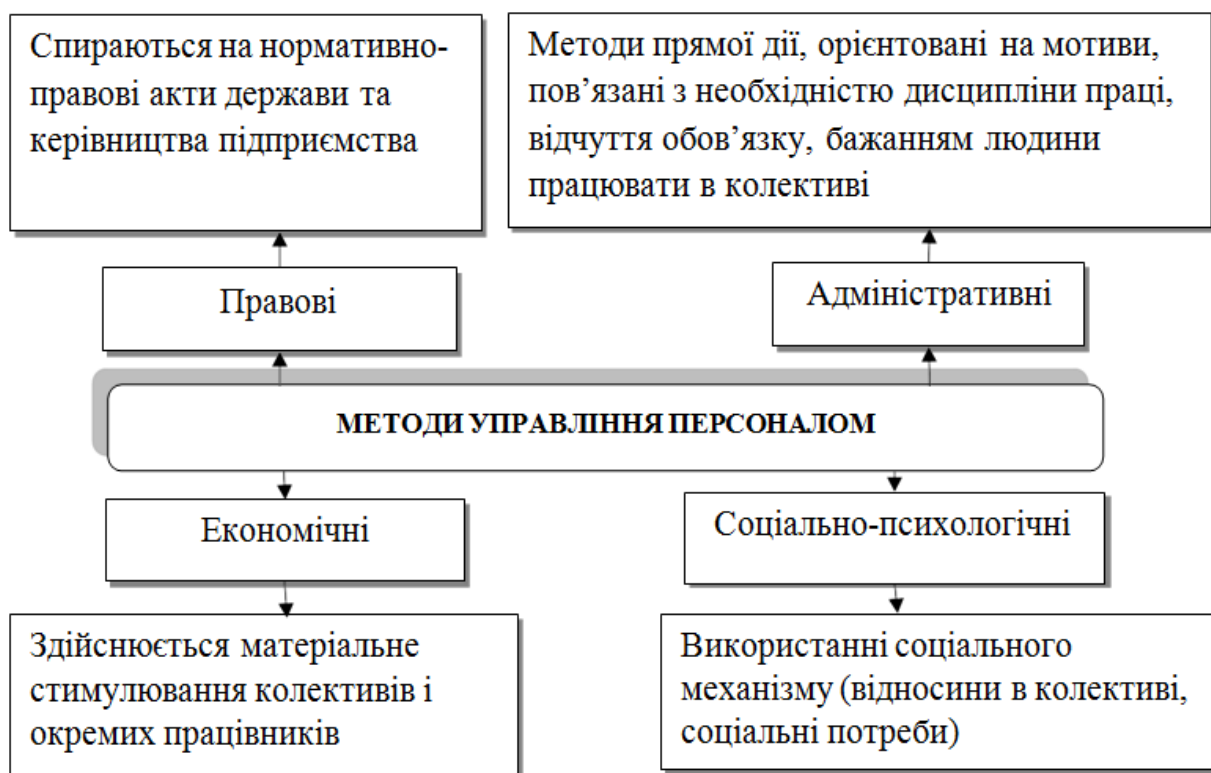 Спираються на нормативно-
правові акти держави та
керівництва підприємства
Методи прямої дії, орієнтовані на мотиви,
пов’язані з необхідністю дисципліни праці,
відчуття обов’язку, бажанням людини
працювати в колективі
Правові
Адміністративні
МЕТОДИ УПРАВЛІННЯ ПЕРСОНАЛОМ
Економічні
Соціально-психологічні
Здійснюється матеріальне
стимулювання колективів і
окремих працівників
Використанні соціального
механізму (відносини в колективі,
соціальні потреби)